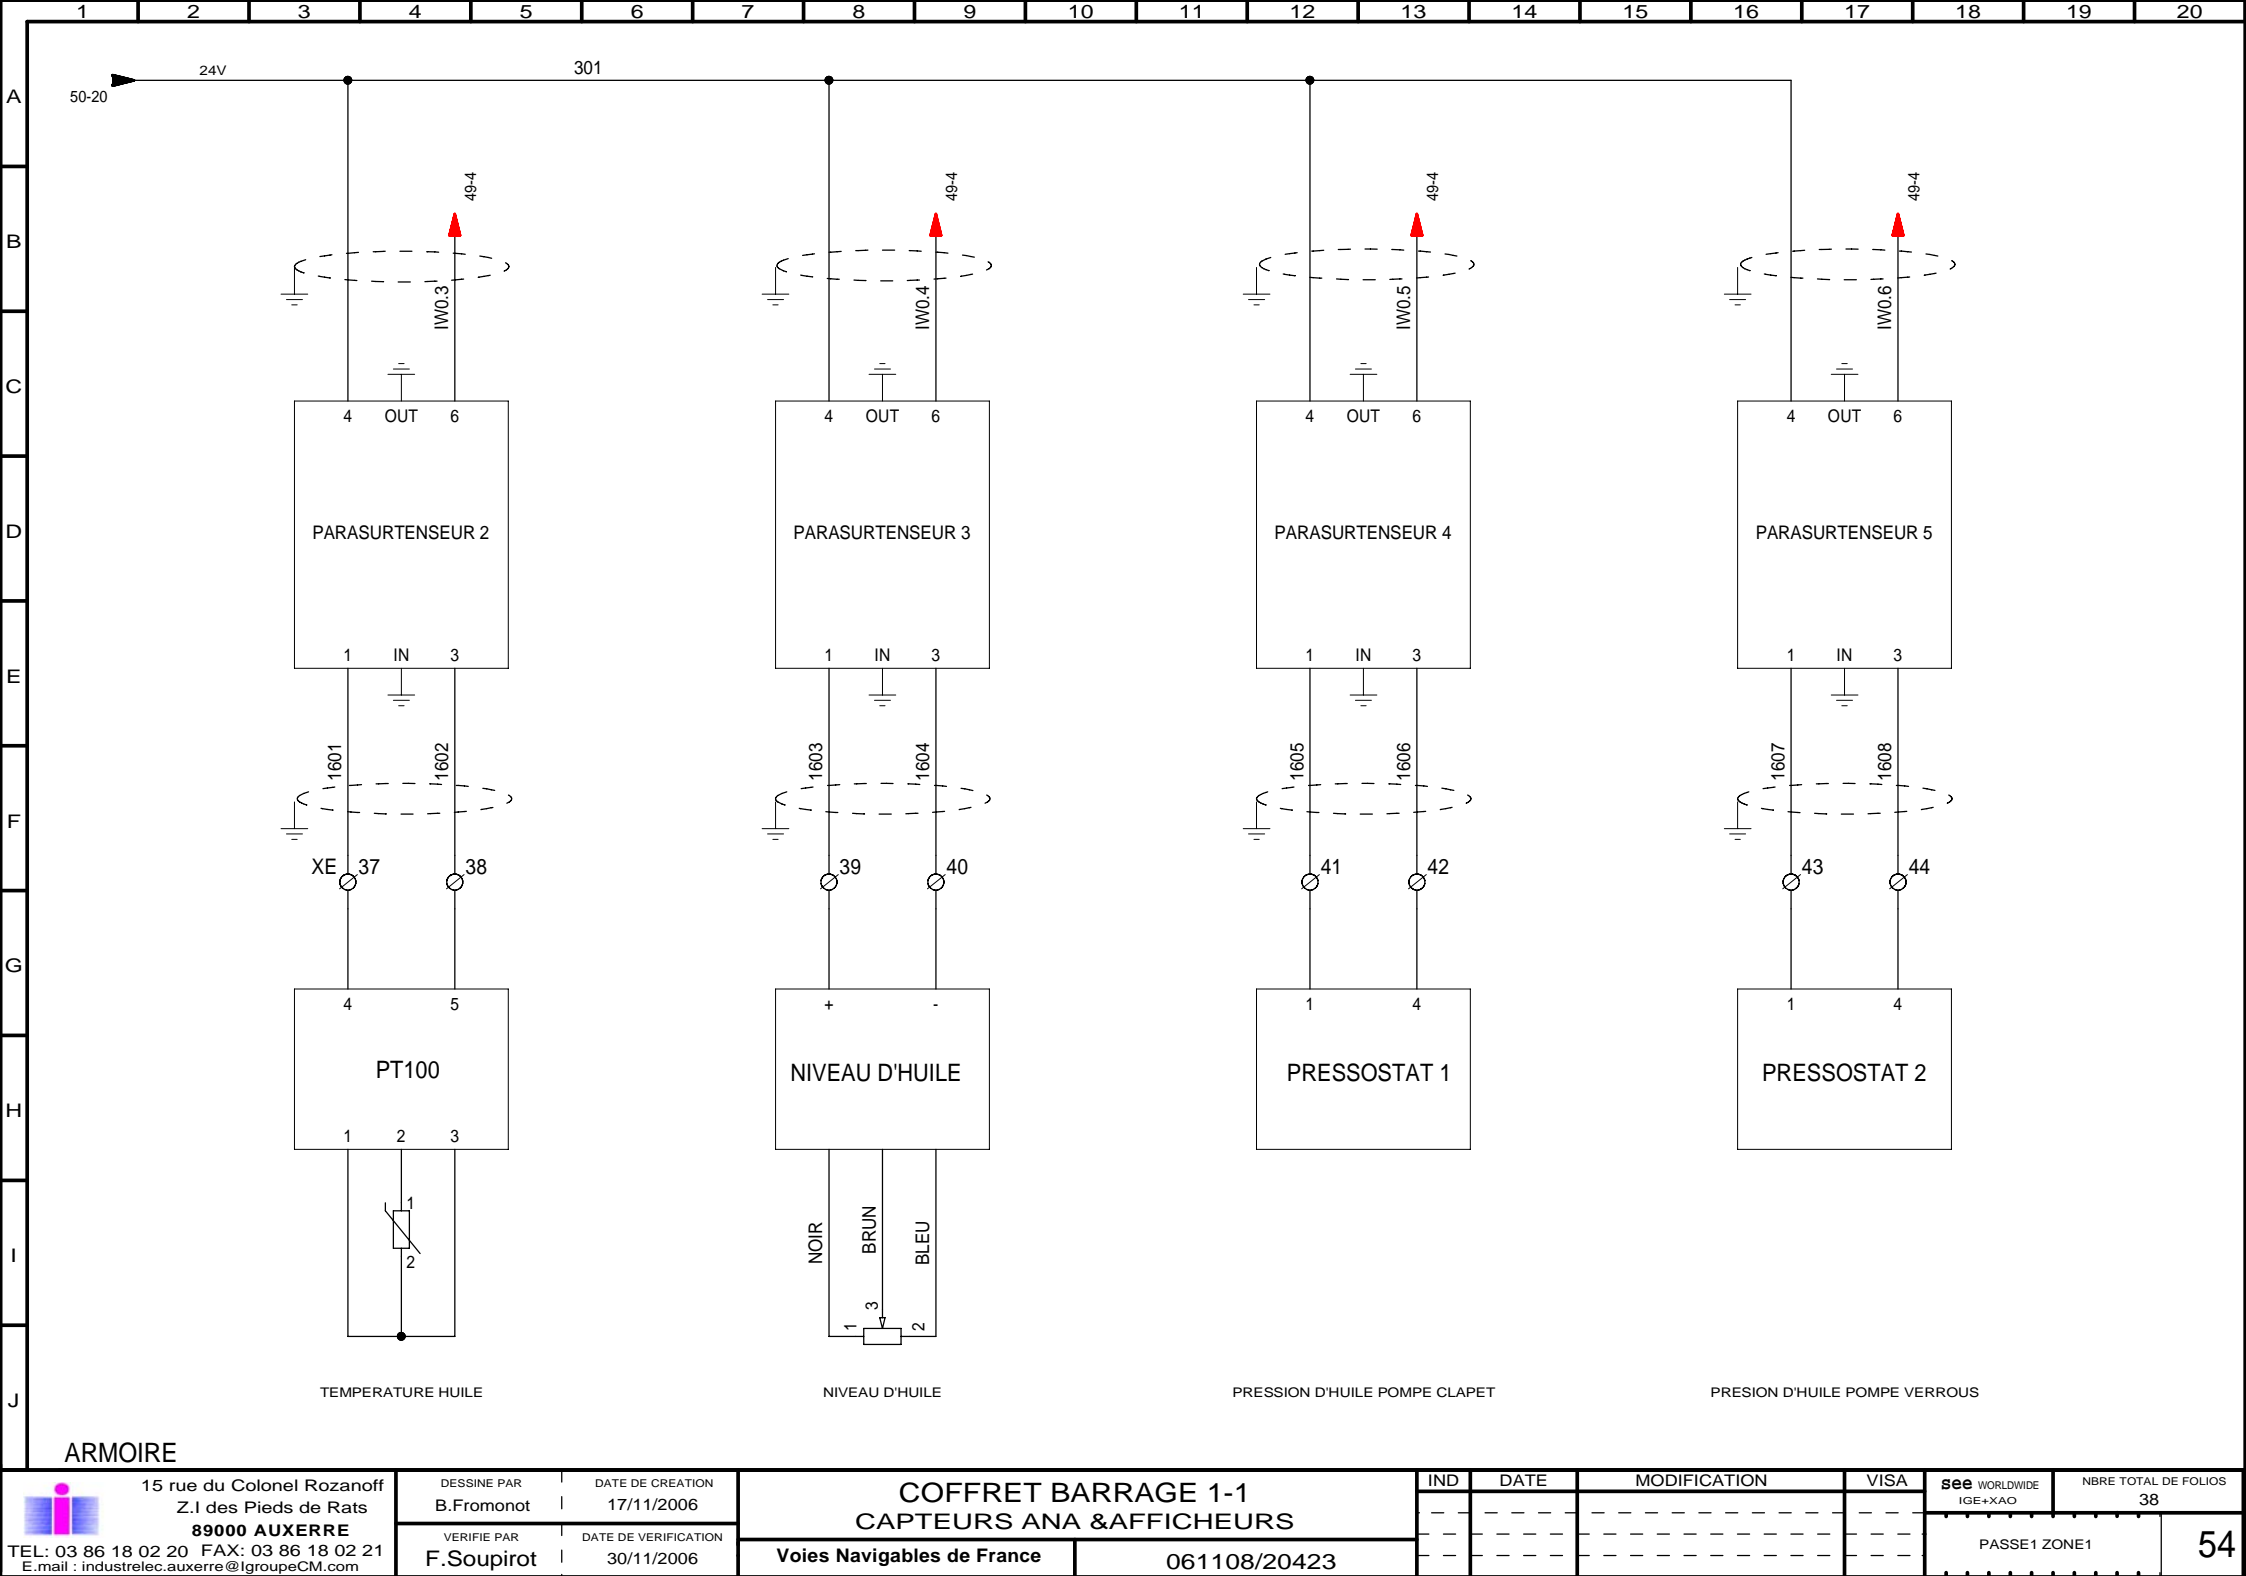 1 2 3 4 5 6 7 8 9 10 11 12 13 14 15 16 17 18 19 20
A
B
C
D
E
F
G
H
I
J
24V 301
50-20
49-4 49-4 49-4 49-4
IW0.3 IW0.4 IW0.5 IW0.6
4 OUT 6 4 OUT 6 4 OUT 6 4 OUT 6
PARASURTENSEUR 2 PARASURTENSEUR 3 PARASURTENSEUR 4 PARASURTENSEUR 5
1 IN 3 1 IN 3 1 IN 3 1 IN 3
1601 1602 1603 1604 1605 1606 1607 1608
XE 37 38 39 40 41 42 43 44
4 5 + - 1 4 1 4
PT100 NIVEAU D'HUILE PRESSOSTAT 1 PRESSOSTAT 2
1 2 3
1
2
NOIR BRUN BLEU
1 3 2
TEMPERATURE HUILE NIVEAU D'HUILE PRESSION D'HUILE POMPE CLAPET PRESION D'HUILE POMPE VERROUS
ARMOIRE
15 rue du Colonel Rozanoff
Z.I des Pieds de Rats
89000 AUXERRE
TEL: 03 86 18 02 20 FAX: 03 86 18 02 21
E.mail : industrelec.auxerre@IgroupeCM.com
DESSINE PAR
B.Fromonot
DATE DE CREATION
17/11/2006
VERIFIE PAR
F.Soupirot
DATE DE VERIFICATION
30/11/2006
COFFRET BARRAGE 1-1
CAPTEURS ANA &AFFICHEURS
Voies Navigables de France
061108/20423
IND DATE MODIFICATION VISA
see WORLDWIDE
IGE+XAO
NBRE TOTAL DE FOLIOS
38
PASSE1 ZONE1
54